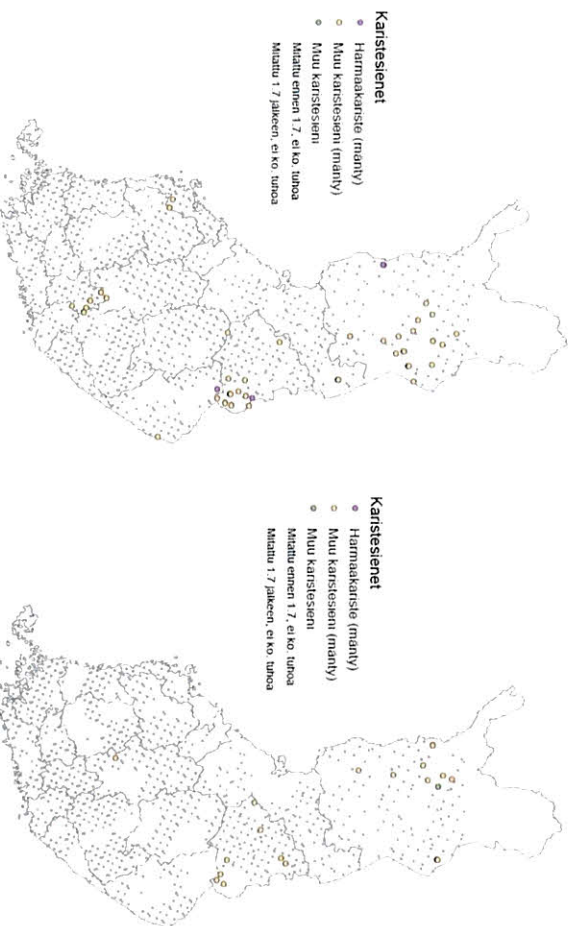 Karistesienet
Harmaakariste (mänty)
Muu karistesieni (mänty)
Muu karistesieni
Mitattu ennen 1.7, ei ko. tuhoa
Mitattu 1.7 jälkeen, ei ko. tuhoa
Karistesienet
Harmaakariste (mänty)
Muu karistesieni (mänty)
Muu karistesieni
Mitattu ennen 1.7, ei ko. tuhoa
Mitattu 1.7 jälkeen, ei ko. tuhoa